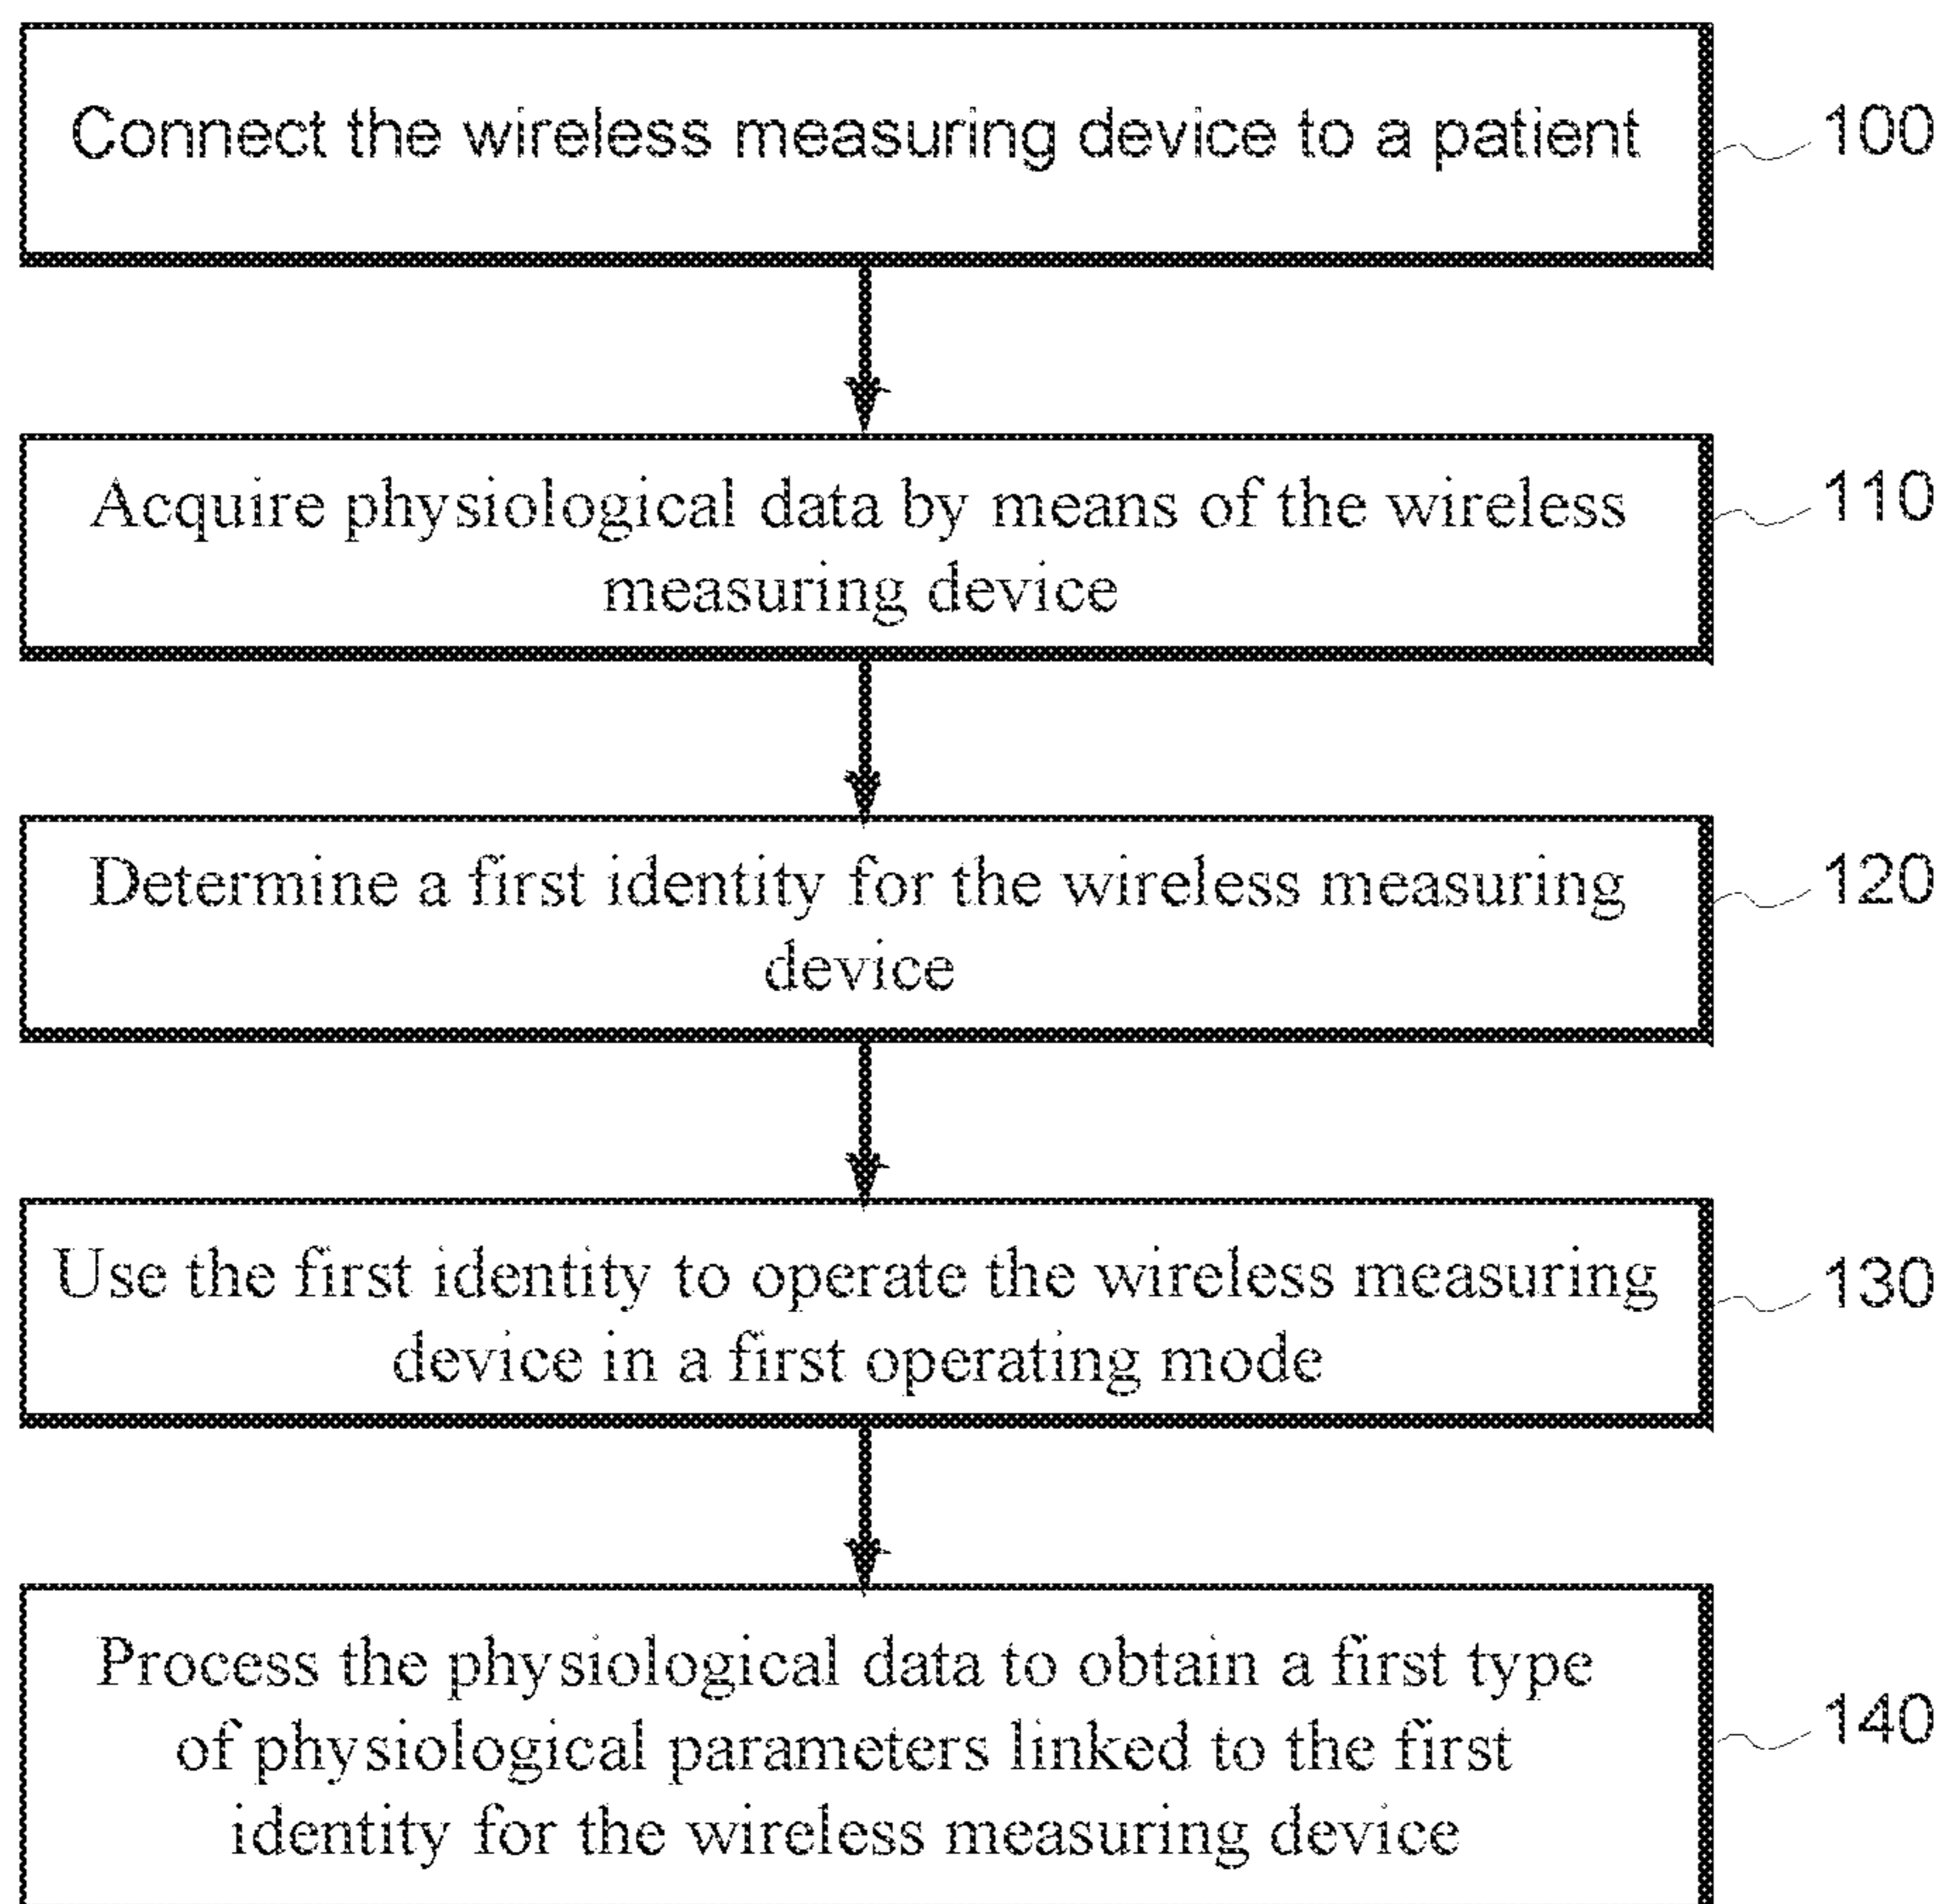 Connect the wireless measuring device to a patient
100
Acquire physiological data by means of the wireless
measuring device
110
Determine a first identity for the wireless measuring
device
120
Use the first identity to operate the wireless measuring
device in a first operating mode
130
Process the physiological data to obtain a first type
of physiological parameters linked to the first
identity for the wireless measuring device
140